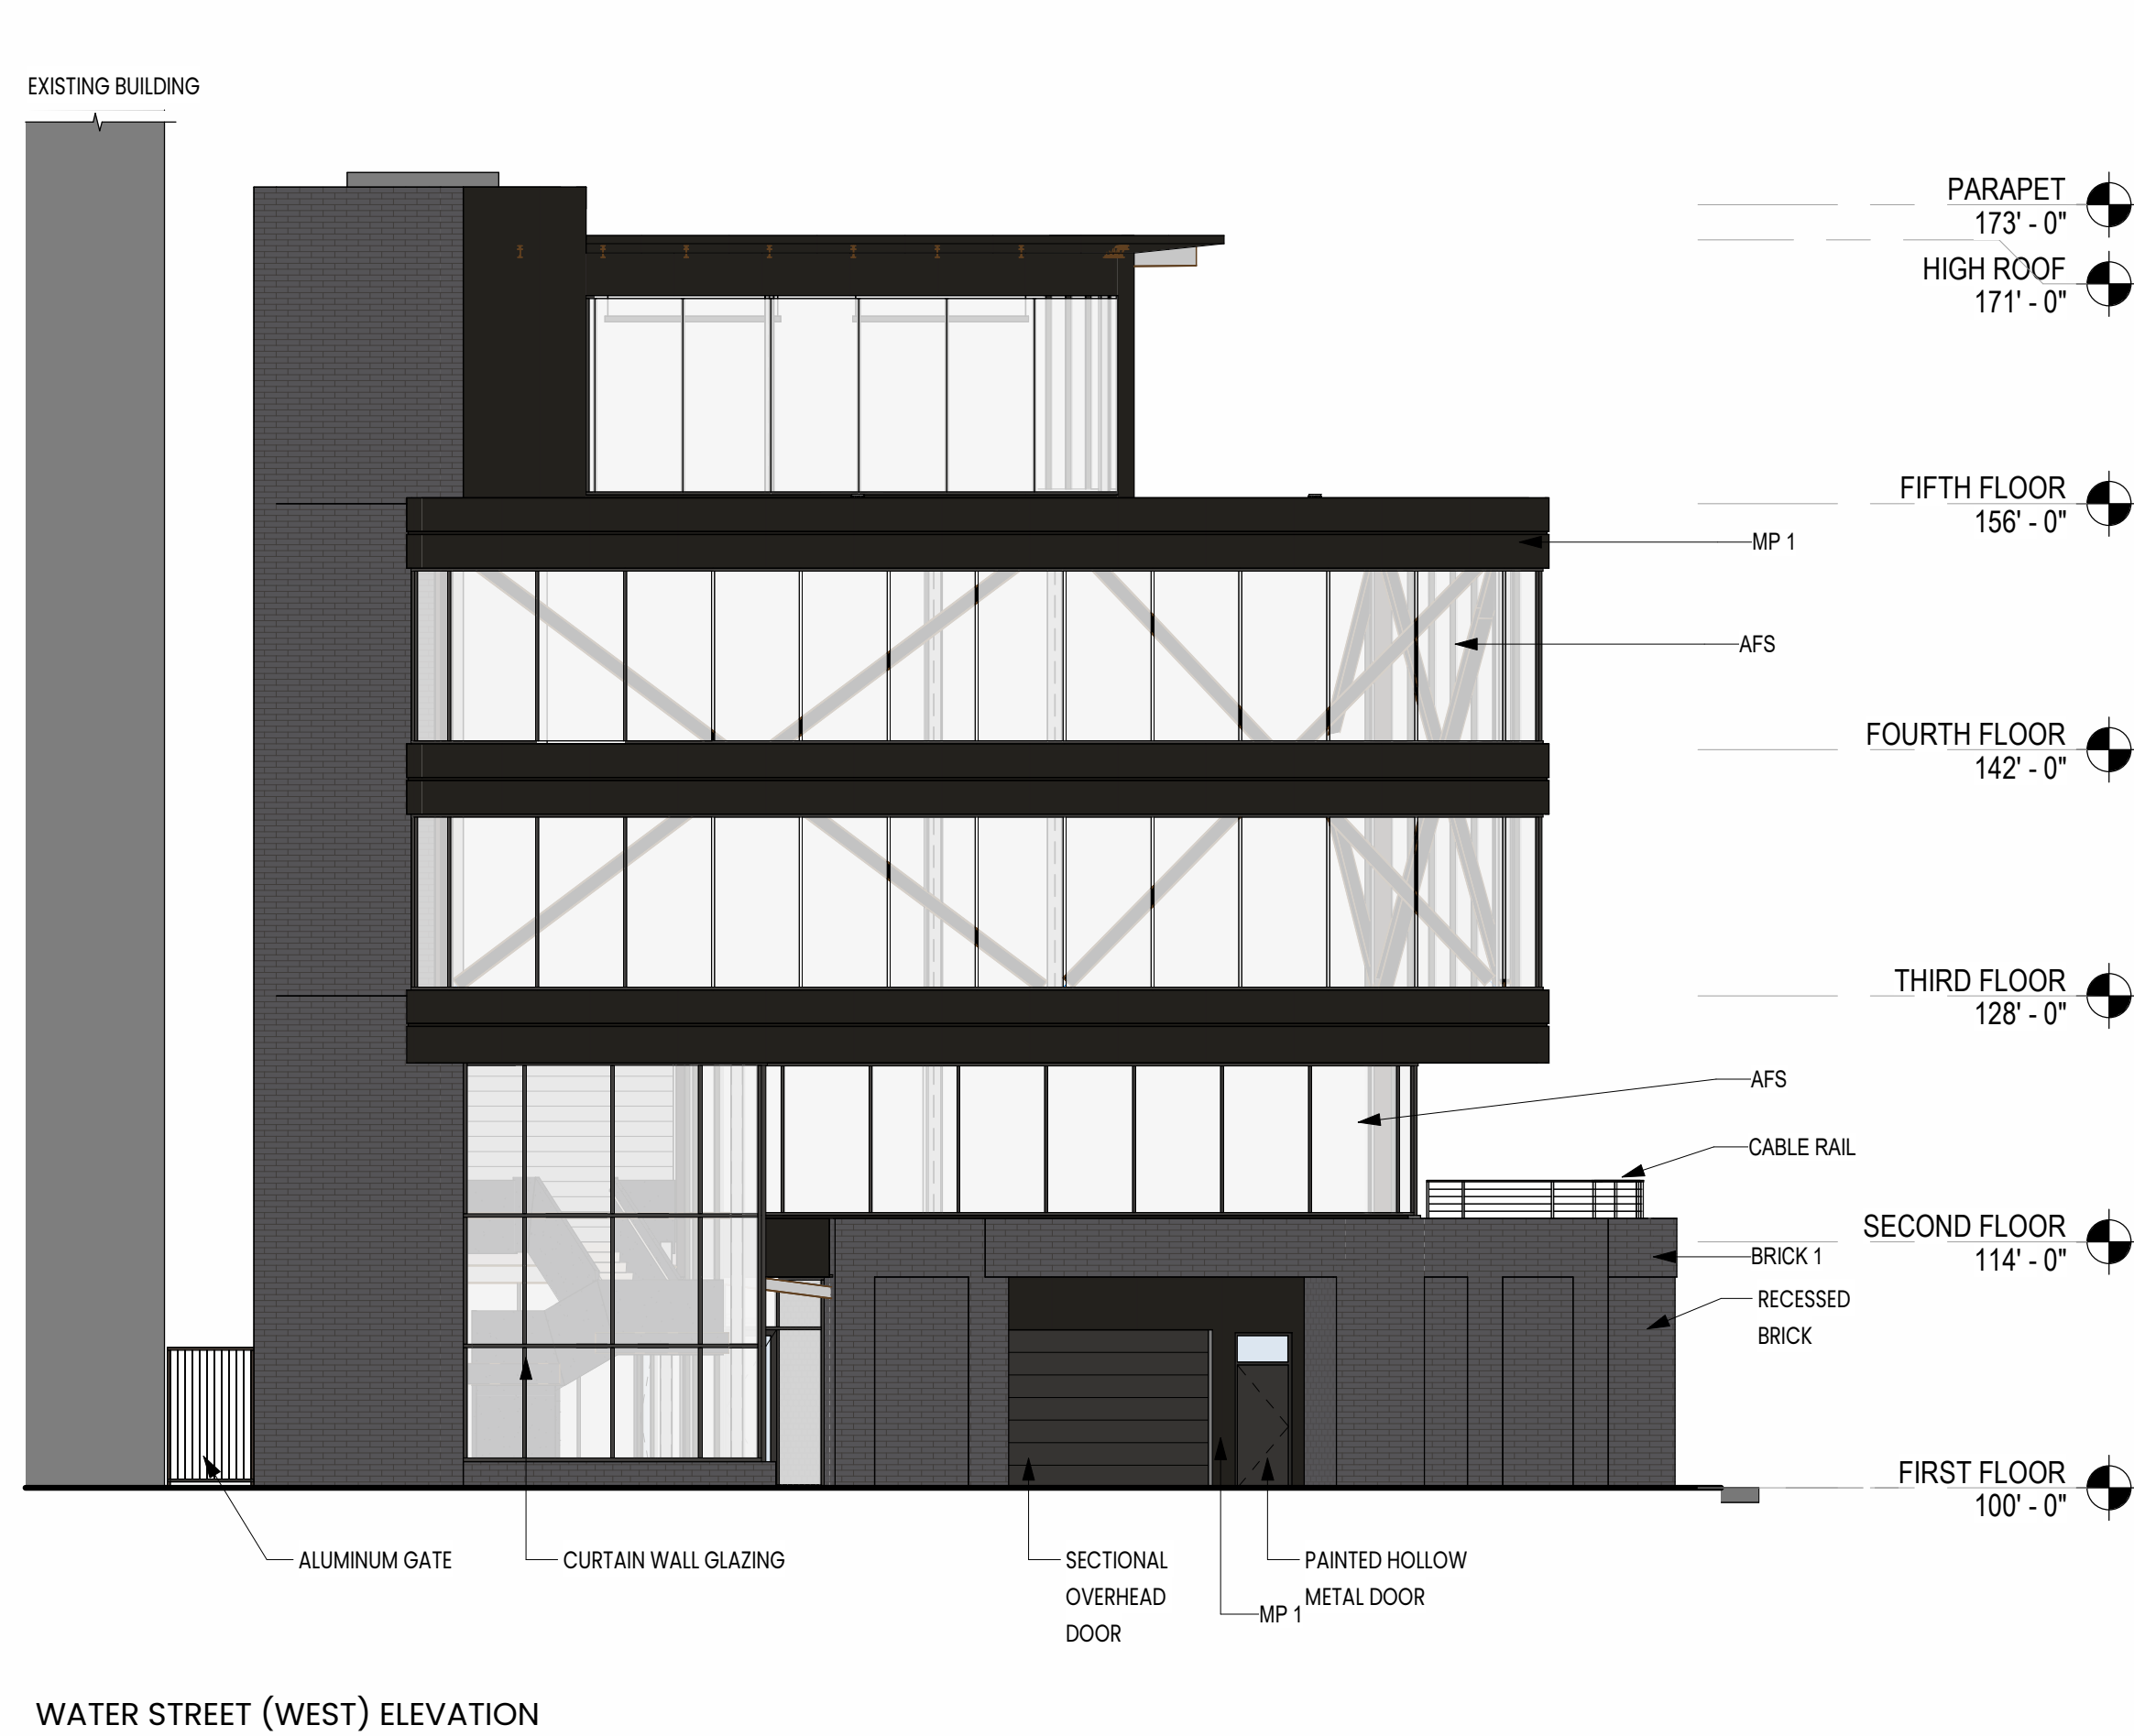 EXISTING BUILDING
PARAPET
173' - 0"
HIGH ROOF
171' - 0"
FIFTH FLOOR
156' - 0"
MP 1
AFS
FOURTH FLOOR
142' - 0"
THIRD FLOOR
128' - 0"
AFS
CABLE RAIL
SECOND FLOOR
114' - 0"
BRICK 1
RECESSED
BRICK
FIRST FLOOR
100' - 0"
ALUMINUM GATE
CURTAIN WALL GLAZING
SECTIONAL
OVERHEAD
DOOR
MP 1
PAINTED HOLLOW
METAL DOOR
WATER STREET (WEST) ELEVATION